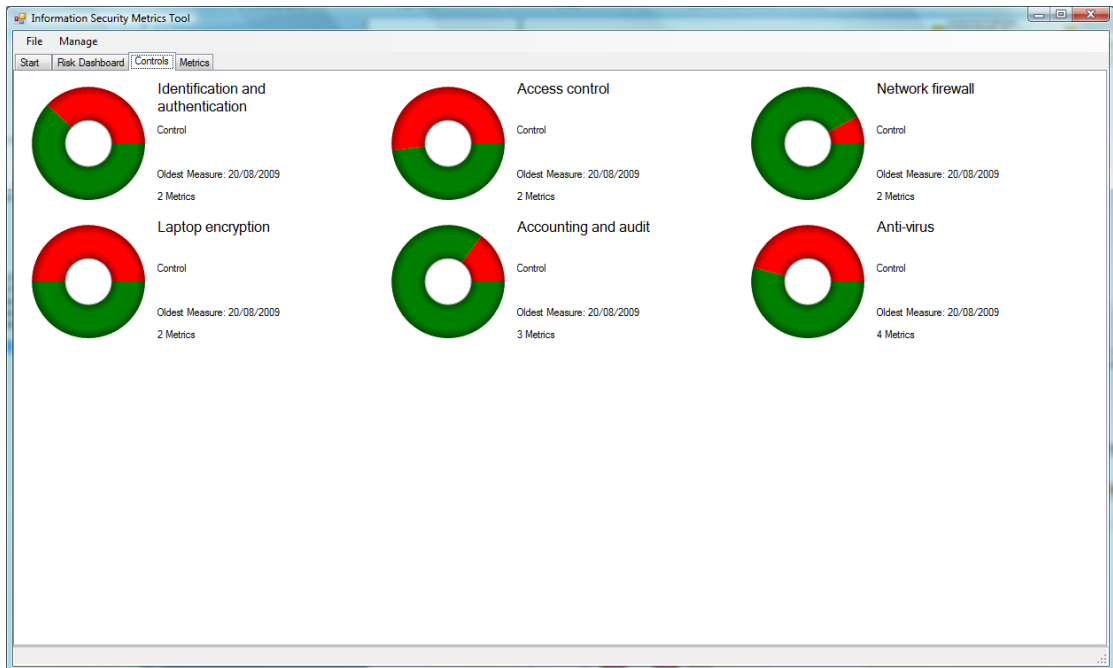 Information Security Metrics Tool
File Manage
Start Risk Dashboard Controls Metrics
Identification and
authentication
Control
Oldest Measure: 20/08/2009
2 Metrics
Access control
Control
Oldest Measure: 20/08/2009
2 Metrics
Network firewall
Control
Oldest Measure: 20/08/2009
2 Metrics
Laptop encryption
Control
Oldest Measure: 20/08/2009
2 Metrics
Accounting and audit
Control
Oldest Measure: 20/08/2009
3 Metrics
Anti-virus
Control
Oldest Measure: 20/08/2009
4 Metrics